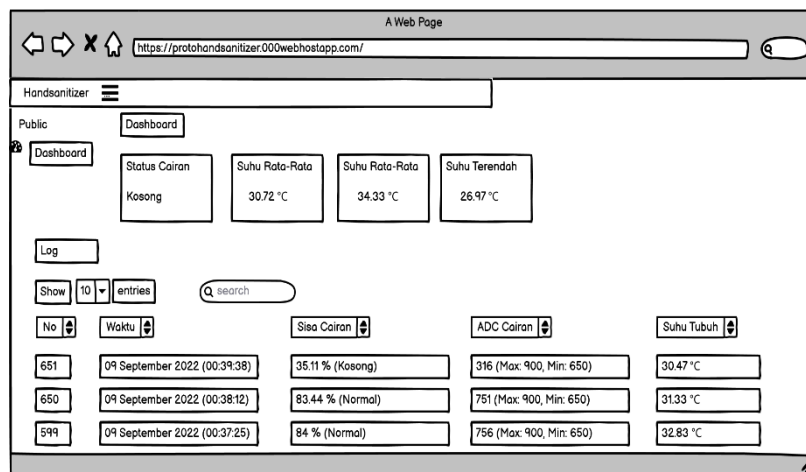 A Web Page
https://protohandsanitizer.000webhostapp.com/
Handsanitizer
Public Dashboard
Dashboard
Status Cairan Suhu Rata-Rata Suhu Rata-Rata Suhu Terendah
Kosong 30.72 °C 34.33 °C 26.97 °C
Log
Show 10 entries search
No Waktu Sisa Cairan ADC Cairan Suhu Tubuh
651 09 September 2022 (00:39:38) 35.11 % (Kosong) 316 (Max: 900, Min: 650) 30.47 °C
650 09 September 2022 (00:38:12) 83.44 % (Normal) 751 (Max: 900, Min: 650) 31.33 °C
599 09 September 2022 (00:37:25) 84 % (Normal) 756 (Max: 900, Min: 650) 32.83 °C